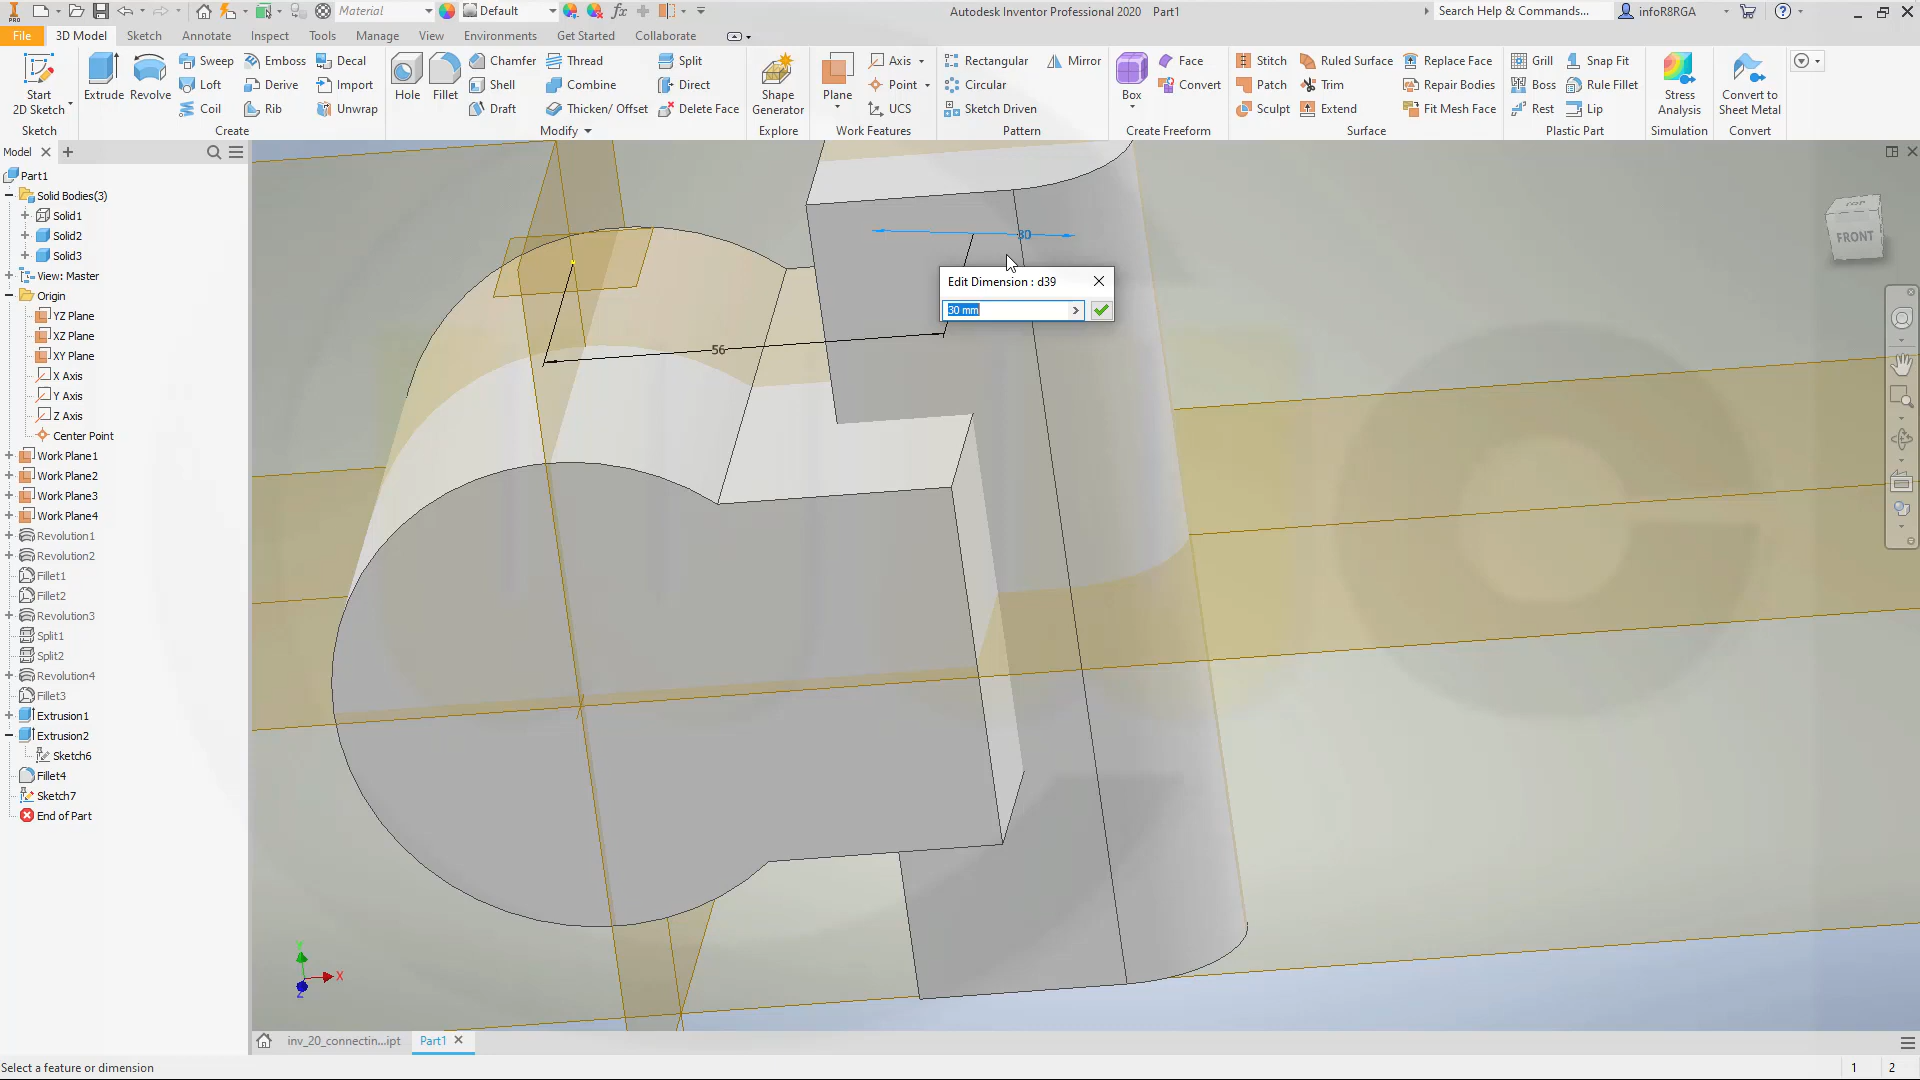 Material
Default
fx
Autodesk Inventor Professional 2020 Part1
Search Help & Commands...
infoR8RGA
PRO
File 3D Model Sketch Annotate Inspect Tools Manage View Environments Get Started Collaborate
Start
2D Sketch
Sketch
Extrude
Revolve
Sweep
Loft
Coil
Emboss
Derive
Rib
Decal
Import
Unwrap
Create
Hole
Fillet
Chamfer
Shell
Draft
Thread
Combine
Thicken/ Offset
Split
Direct
Delete Face
Modify
Shape
Generator
Explore
Plane
Axis
Point
UCS
Work Features
Rectangular
Circular
Sketch Driven
Mirror
Pattern
Box
Face
Convert
Create Freeform
Stitch
Patch
Sculpt
Ruled Surface
Trim
Extend
Replace Face
Repair Bodies
Fit Mesh Face
Surface
Grill
Boss
Rest
Snap Fit
Rule Fillet
Lip
Plastic Part
Stress
Analysis
Simulation
Convert to
Sheet Metal
Convert
Model
Part1
Solid Bodies(3)
Solid1
Solid2
Solid3
View: Master
Origin
YZ Plane
XZ Plane
XY Plane
X Axis
Y Axis
Z Axis
Center Point
Work Plane1
Work Plane2
Work Plane3
Work Plane4
Revolution1
Revolution2
Fillet1
Fillet2
Revolution3
Split1
Split2
Revolution4
Fillet3
Extrusion1
Extrusion2
Sketch6
Fillet4
Sketch7
End of Part
30
Edit Dimension : d39
30 mm
56
TOP
FRONT
Y
X
Z
inv_20_connectin...ipt
Part1
Select a feature or dimension
1 2